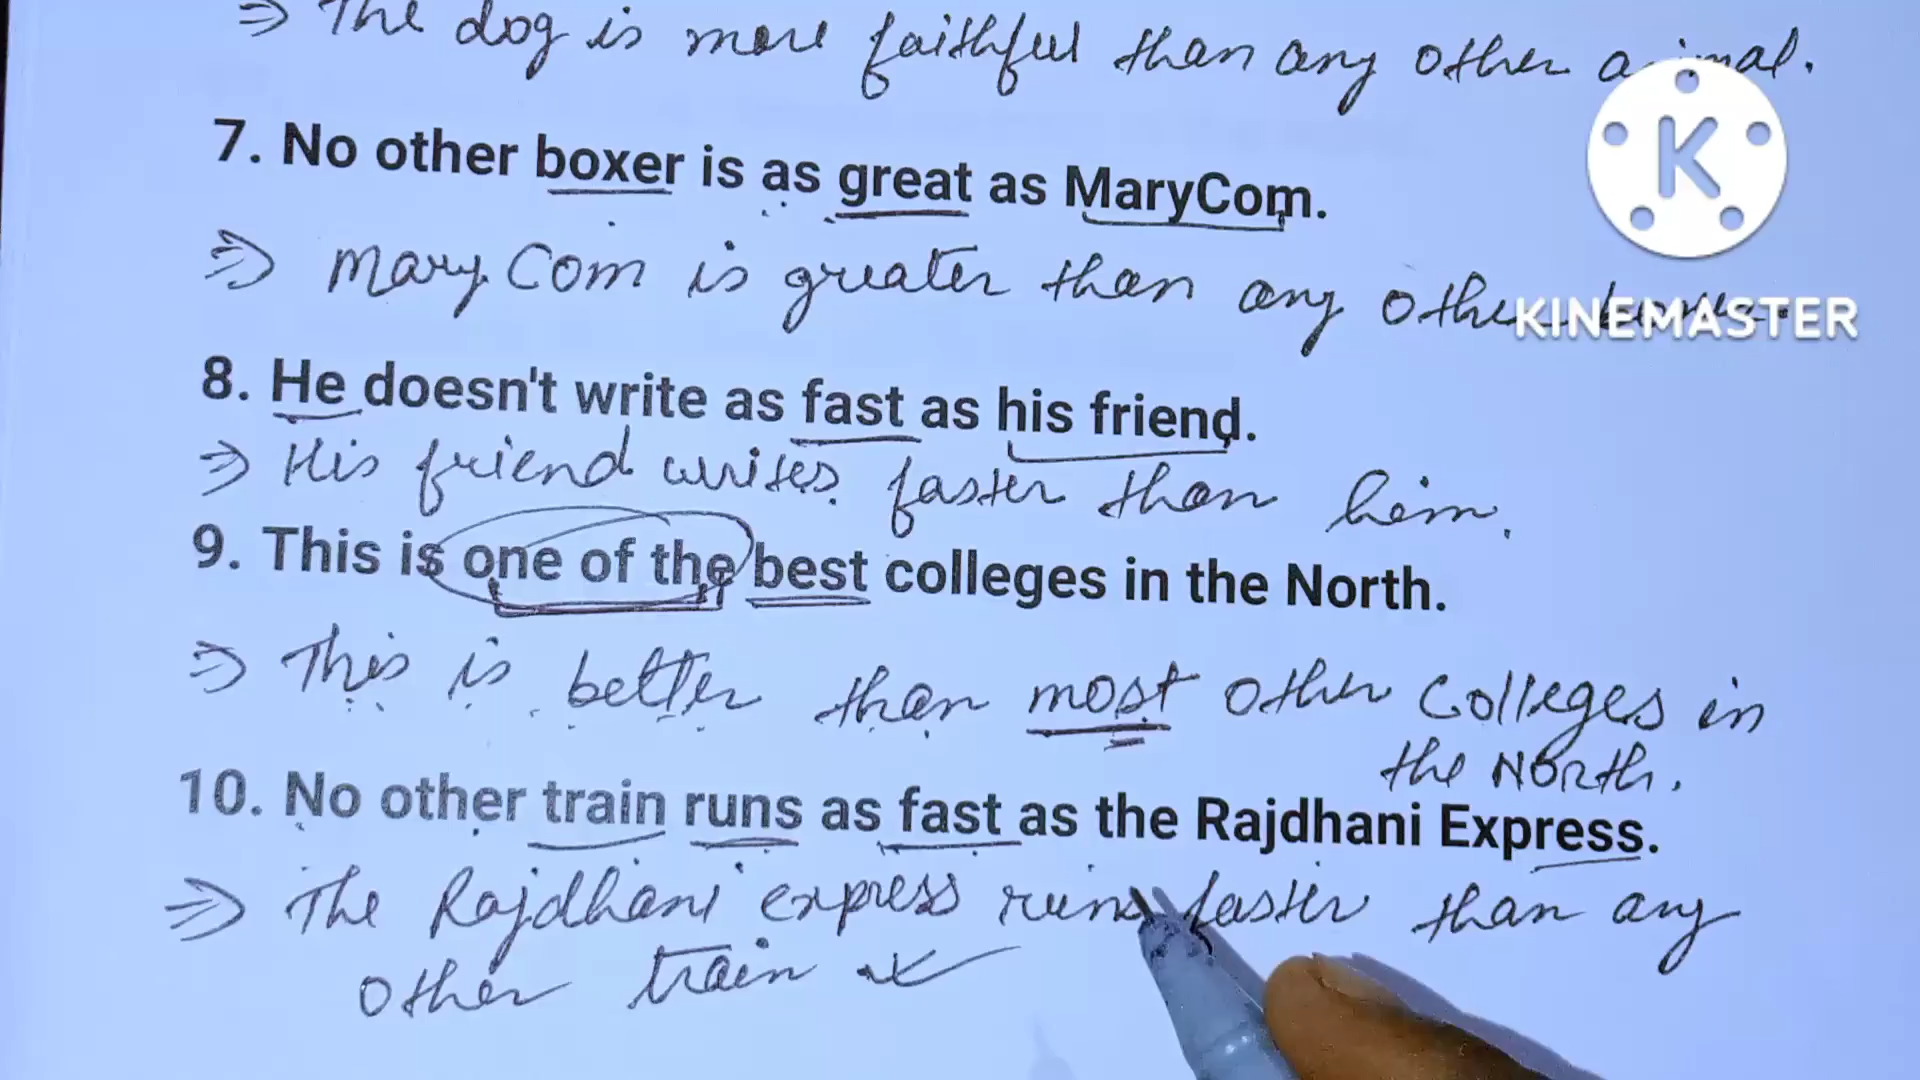 ⇒ The dog is more faithful than any other animal.
7. No other boxer is as great as MaryCom.
⇒ Mary Com is greater than any other
KINEMASTER
8. He doesn't write as fast as his friend.
⇒ His friend writes faster than him.
9. This is one of the best colleges in the North.
⇒ This is better than most other Colleges in
the North.
10. No other train runs as fast as the Rajdhani Express.
⇒ The Rajdhani express runs faster than any
other train